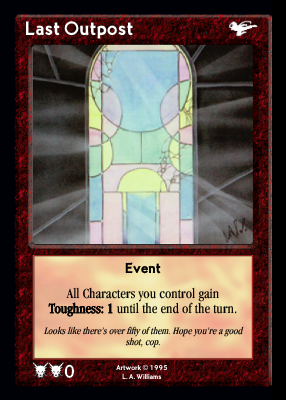 Last Outpost
Event
All Characters you control gain
Toughness: 1 until the end of the turn.
Looks like there's over fifty of them. Hope you're a good
shot, cop.
0
Artwork © 1995
L. A. Williams